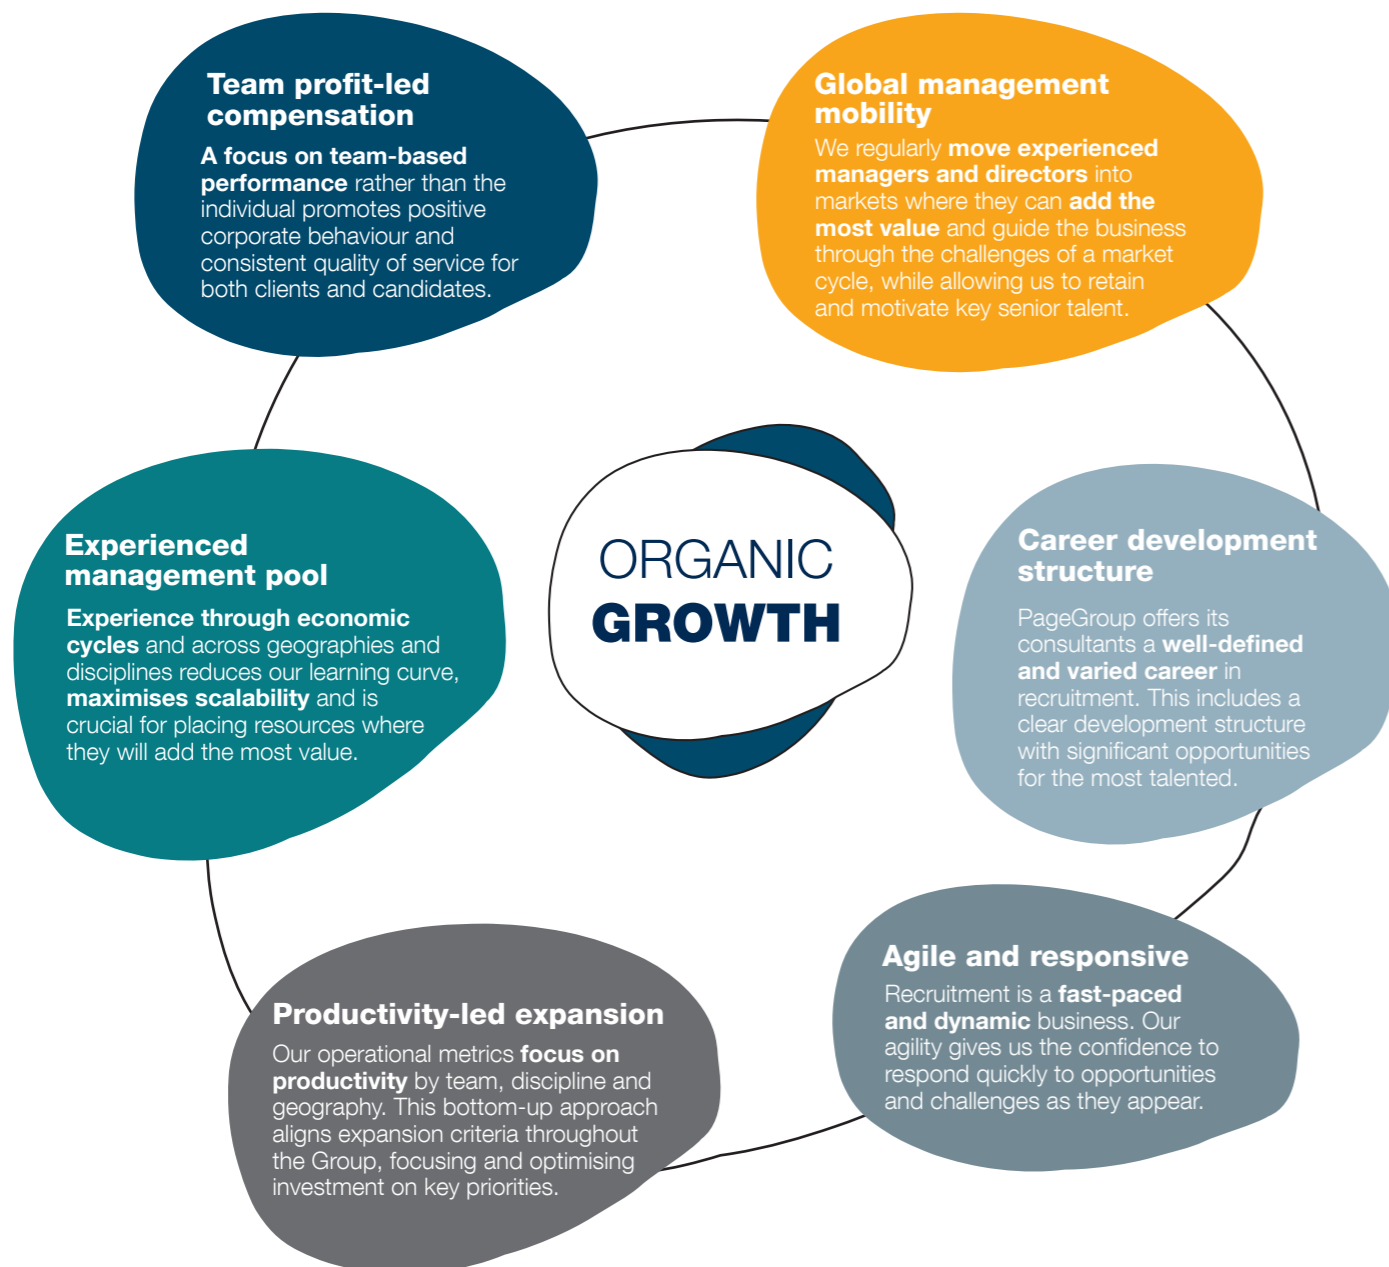 Team profit-led
compensation
A focus on team-based
performance rather than the
individual promotes positive
corporate behaviour and
consistent quality of service for
both clients and candidates.
Global management
mobility
We regularly move experienced
managers and directors into
markets where they can add the
most value and guide the business
through the challenges of a market
cycle, while allowing us to retain
and motivate key senior talent.
Experienced
management pool
Experience through economic
cycles and across geographies and
disciplines reduces our learning curve,
maximises scalability and is
crucial for placing resources where
they will add the most value.
ORGANIC
GROWTH
Career development
structure
PageGroup offers its
consultants a well-defined
and varied career in
recruitment. This includes a
clear development structure
with significant opportunities
for the most talented.
Productivity-led expansion
Our operational metrics focus on
productivity by team, discipline and
geography. This bottom-up approach
aligns expansion criteria throughout
the Group, focusing and optimising
investment on key priorities.
Agile and responsive
Recruitment is a fast-paced
and dynamic business. Our
agility gives us the confidence to
respond quickly to opportunities
and challenges as they appear.